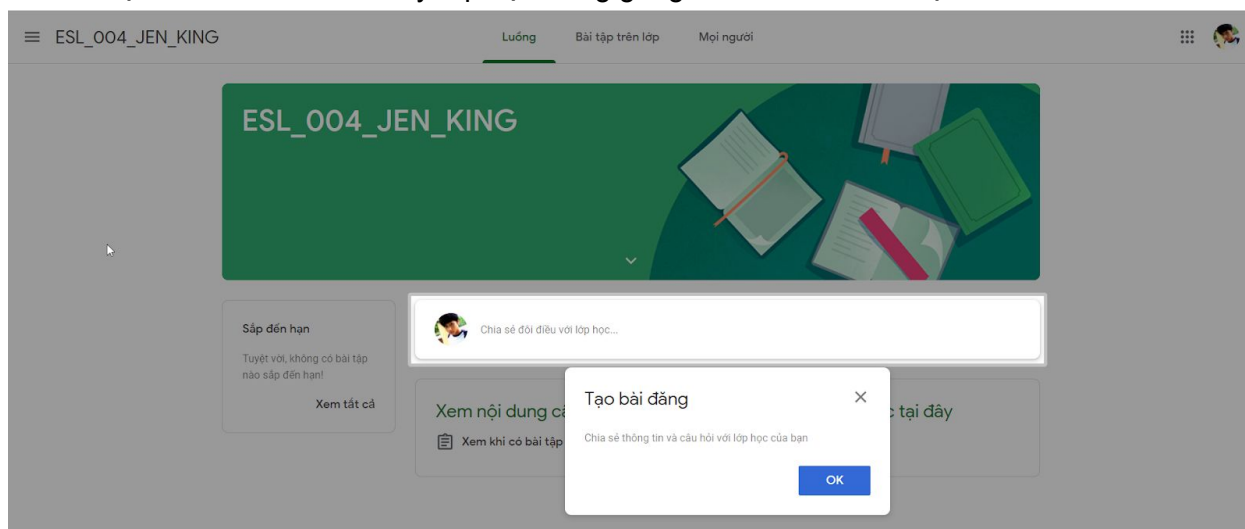 ESL_004_JEN_KING
Luồng Bài tập trên lớp Mọi người
ESL_004_JEN_KING
Sắp đến hạn
Tuyệt vời, không có bài tập
nào sắp đến hạn!
Xem tất cả
Chia sẻ đôi điều với lớp học...
Xem nội dung
tại đây
Xem khi có bài tập
Tạo bài đăng
Chia sẻ thông tin và câu hỏi với lớp học của bạn
OK